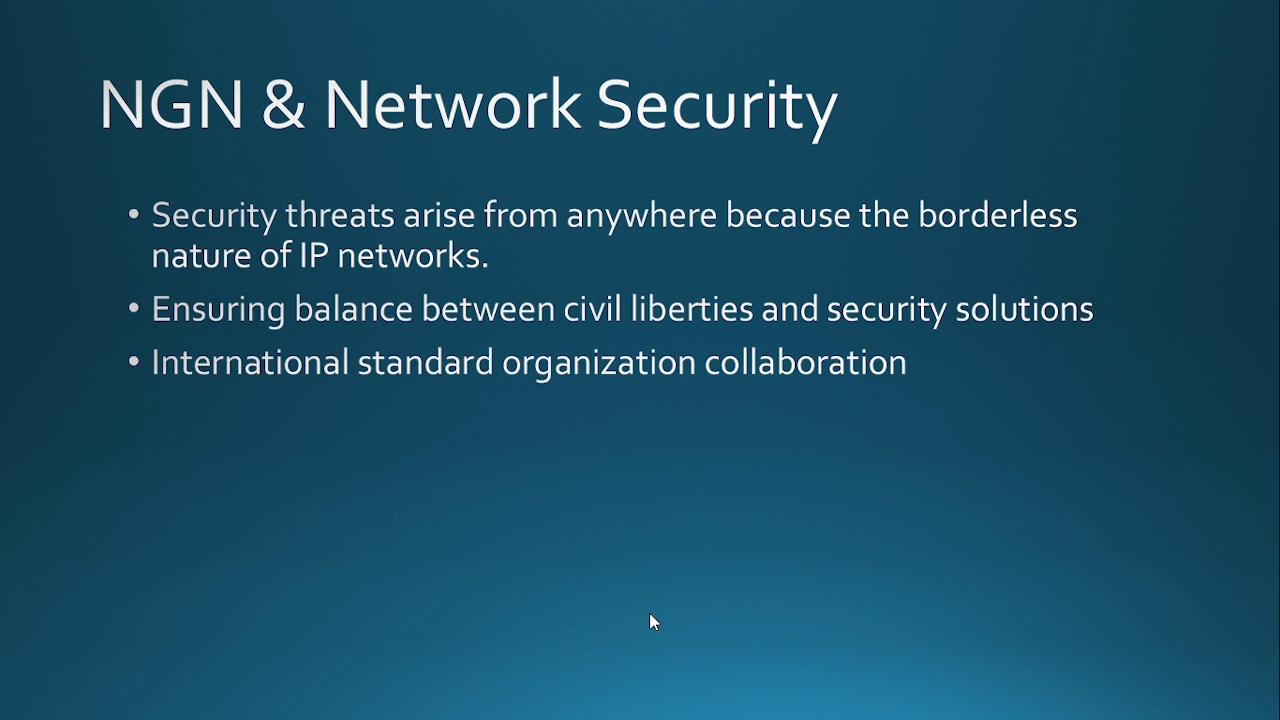 NGN & Network Security
• Security threats arise from anywhere because the borderless
nature of IP networks.
• Ensuring balance between civil liberties and security solutions
• International standard organization collaboration